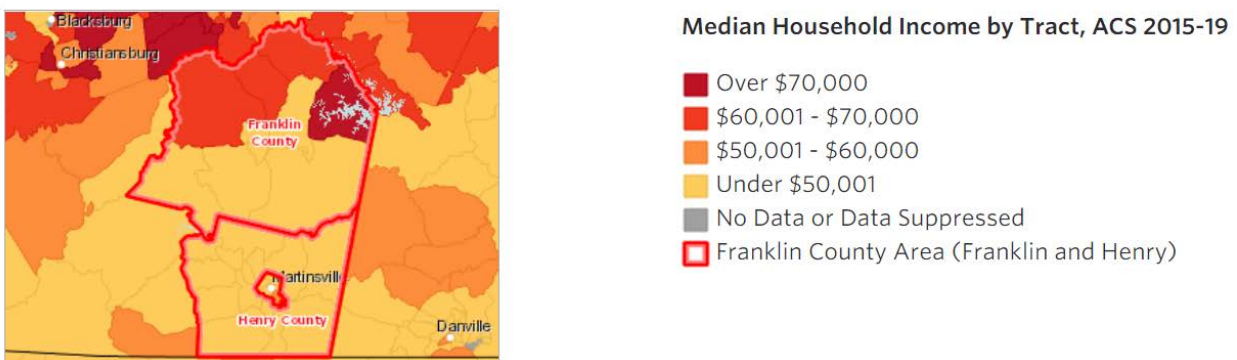 Blacksburg
Christiansburg
Franklin
County
Martinsvill
Henry County
Danville
Median Household Income by Tract, ACS 2015-19
Over $70,000
$60,001 - $70,000
$50,001 - $60,000
Under $50,001
No Data or Data Suppressed
Franklin County Area (Franklin and Henry)